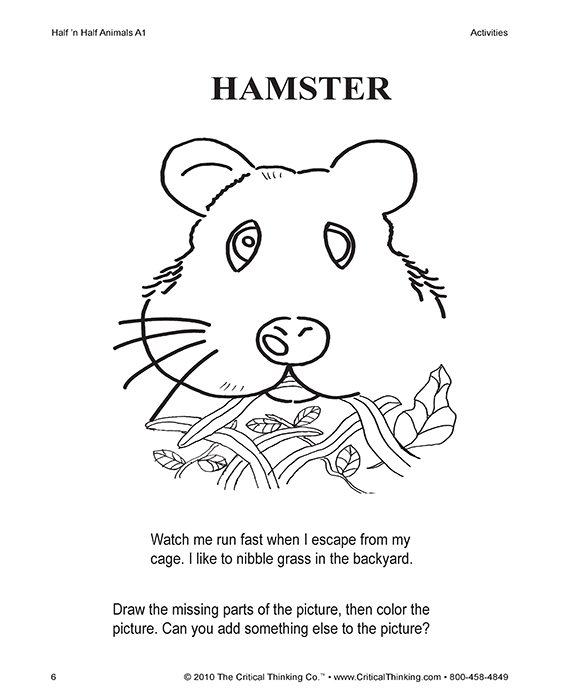 Half ’n Half Animals A1
Activities
HAMSTER
Watch me run fast when I escape from my
cage. I like to nibble grass in the backyard.
Draw the missing parts of the picture, then color the
picture. Can you add something else to the picture?
6
© 2010 The Critical Thinking Co.™ • www.CriticalThinking.com • 800-458-4849